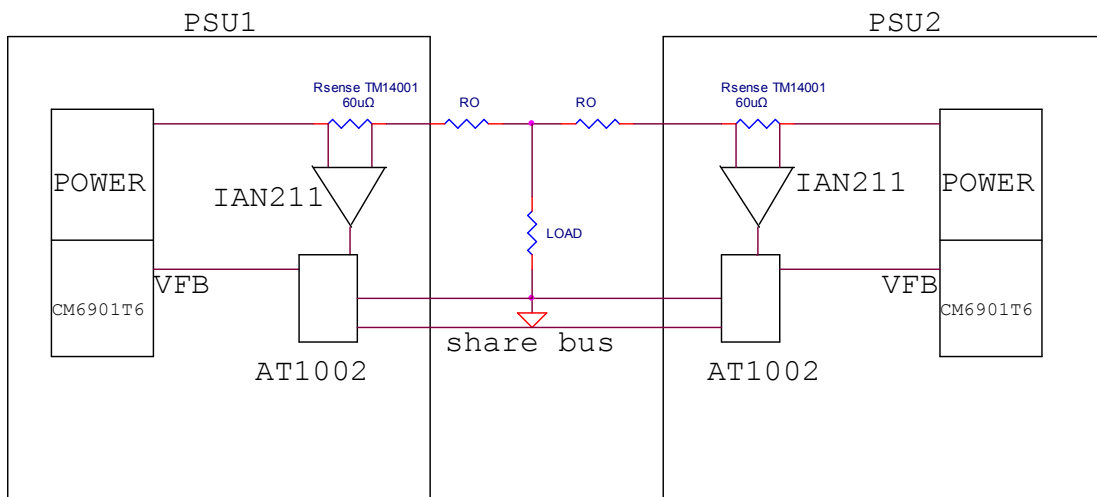 PSU1
PSU2
Rsense TM14001
60uΩ
RO
RO
Rsense TM14001
60uΩ
POWER
IAN211
IAN211
POWER
LOAD
VFB
VFB
CM6901T6
CM6901T6
share bus
AT1002
AT1002